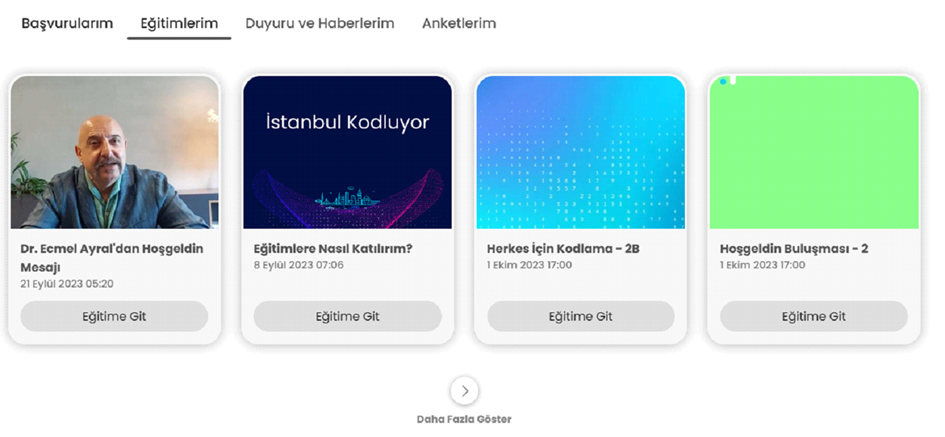 Başvurularım
Eğitimlerim
Duyuru ve Haberlerim
Anketlerim
Dr. Ecmel Ayral'dan Hoşgeldin
Mesajı
21 Eylül 2023 05:20
Eğitime Git
İstanbul Kodluyor
Eğitimlere Nasıl Katılırım?
8 Eylül 2023 07:06
Eğitime Git
Herkes İçin Kodlama - 2B
1 Ekim 2023 17:00
Eğitime Git
Hoşgeldin Buluşması - 2
1 Ekim 2023 17:00
Eğitime Git
Daha Fazla Göster